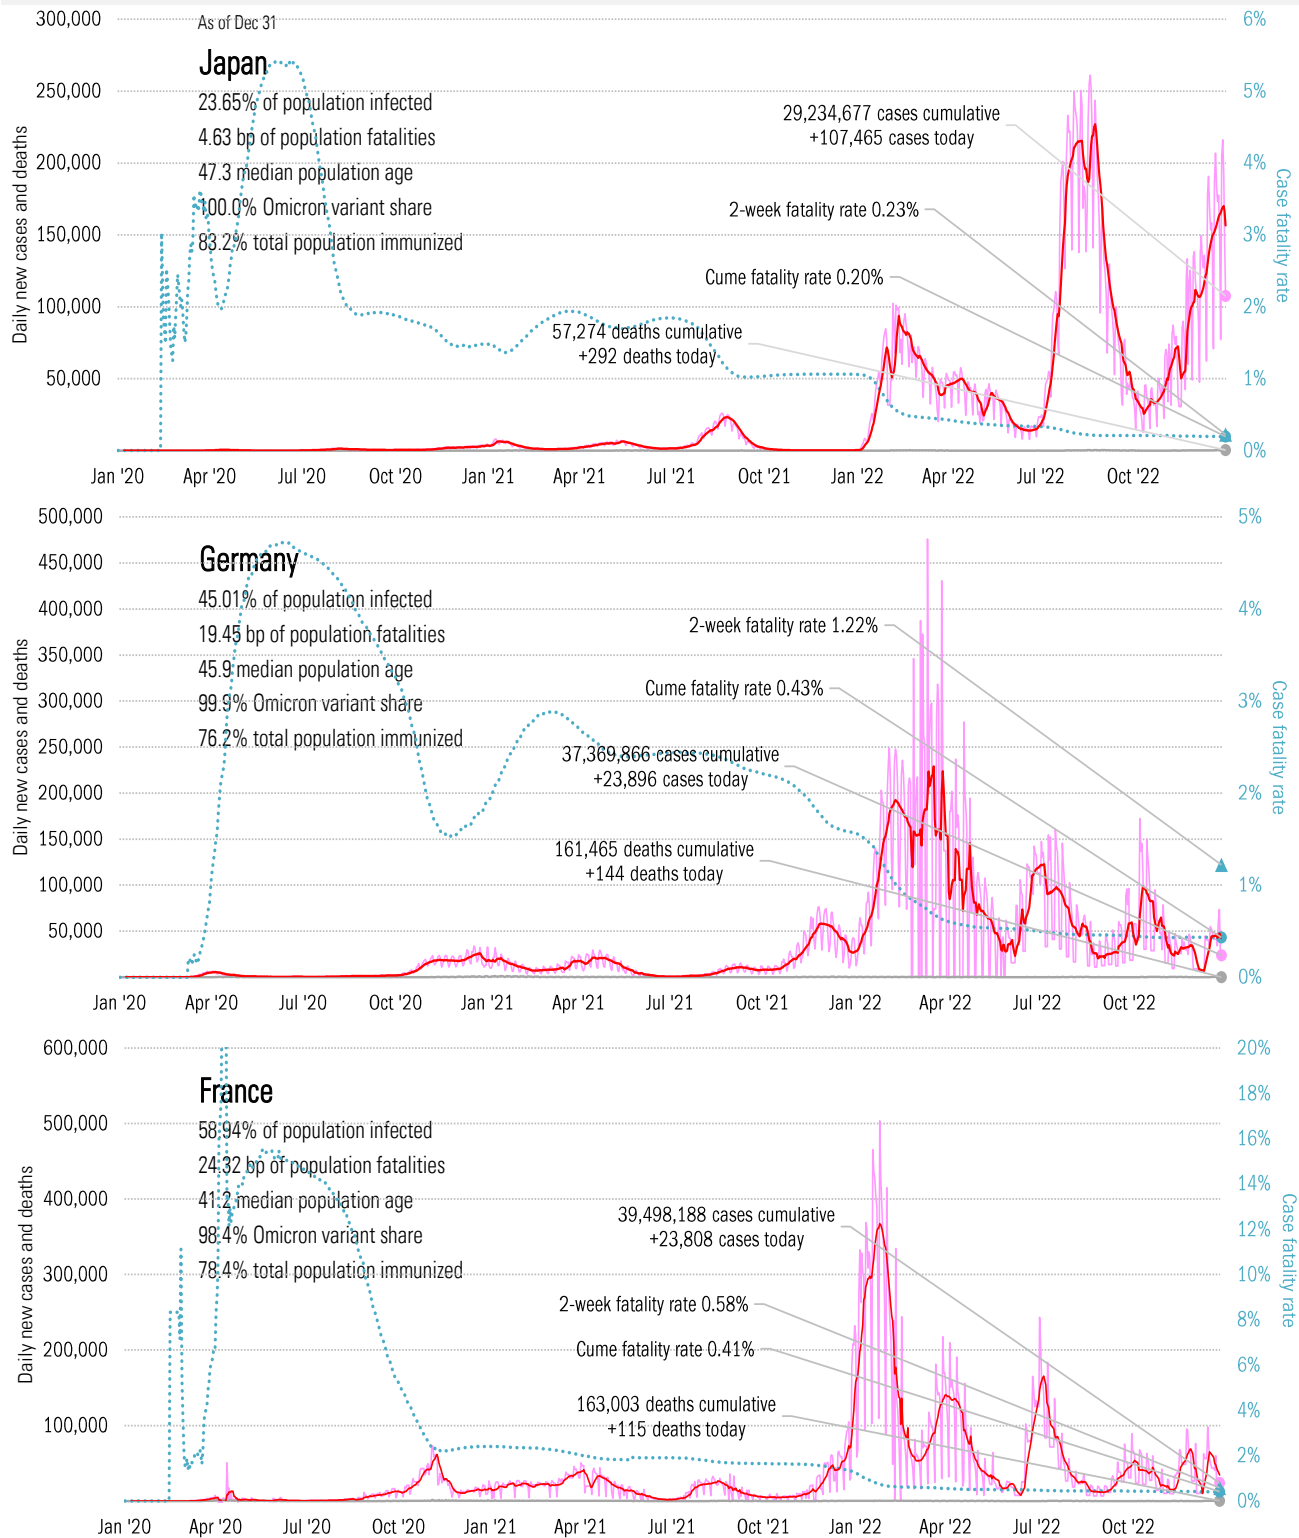 As of Dec 31
Japan
23.65% of population infected
4.63 bp of population fatalities
47.3 median population age
100.0% Omicron variant share
83.2% total population immunized
Daily new cases and deaths
300,000
250,000
200,000
150,000
100,000
50,000
29,234,677 cases cumulative
+107,465 cases today
2-week fatality rate 0.23%
Cume fatality rate 0.20%
57,274 deaths cumulative
+292 deaths today
6%
5%
4%
3%
2%
1%
0%
Case fatality rate
Jan '20 Apr '20 Jul '20 Oct '20 Jan '21 Apr '21 Jul '21 Oct '21 Jan '22 Apr '22 Jul '22 Oct '22
Germany
45.01% of population infected
19.45 bp of population fatalities
45.9 median population age
99.9% Omicron variant share
76.2% total population immunized
Daily new cases and deaths
500,000
450,000
400,000
350,000
300,000
250,000
200,000
150,000
100,000
50,000
2-week fatality rate 1.22%
Cume fatality rate 0.43%
37,369,866 cases cumulative
+23,896 cases today
161,465 deaths cumulative
+144 deaths today
5%
4%
3%
2%
1%
0%
Case fatality rate
Jan '20 Apr '20 Jul '20 Oct '20 Jan '21 Apr '21 Jul '21 Oct '21 Jan '22 Apr '22 Jul '22 Oct '22
France
58.94% of population infected
24.32 bp of population fatalities
41.2 median population age
98.4% Omicron variant share
78.4% total population immunized
Daily new cases and deaths
600,000
500,000
400,000
300,000
200,000
100,000
39,498,188 cases cumulative
+23,808 cases today
2-week fatality rate 0.58%
Cume fatality rate 0.41%
163,003 deaths cumulative
+115 deaths today
20%
18%
16%
14%
12%
10%
8%
6%
4%
2%
0%
Case fatality rate
Jan '20 Apr '20 Jul '20 Oct '20 Jan '21 Apr '21 Jul '21 Oct '21 Jan '22 Apr '22 Jul '22 Oct '22